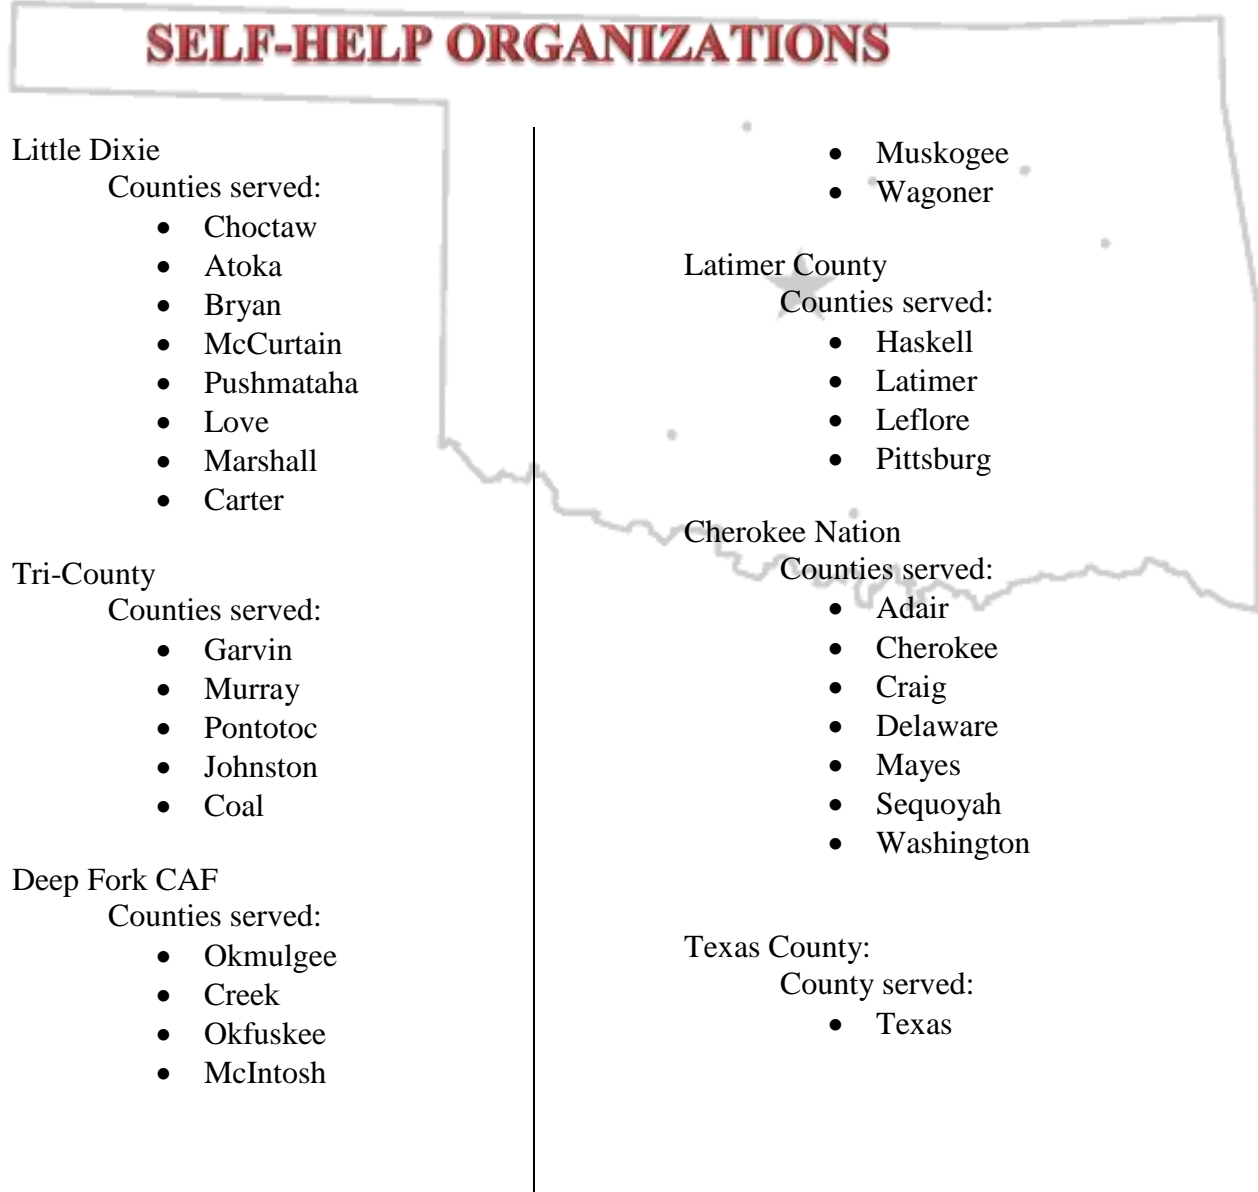 SELF-HELP ORGANIZATIONS
Little Dixie
Counties served:
• Choctaw
• Atoka
• Bryan
• McCurtain
• Pushmataha
• Love
• Marshall
• Carter
Tri-County
Counties served:
• Garvin
• Murray
• Pontotoc
• Johnston
• Coal
Deep Fork CAF
Counties served:
• Okmulgee
• Creek
• Okfuskee
• McIntosh
• Muskogee
• Wagoner
Latimer County
Counties served:
• Haskell
• Latimer
• Leflore
• Pittsburg
Cherokee Nation
Counties served:
• Adair
• Cherokee
• Craig
• Delaware
• Mayes
• Sequoyah
• Washington
Texas County:
County served:
• Texas